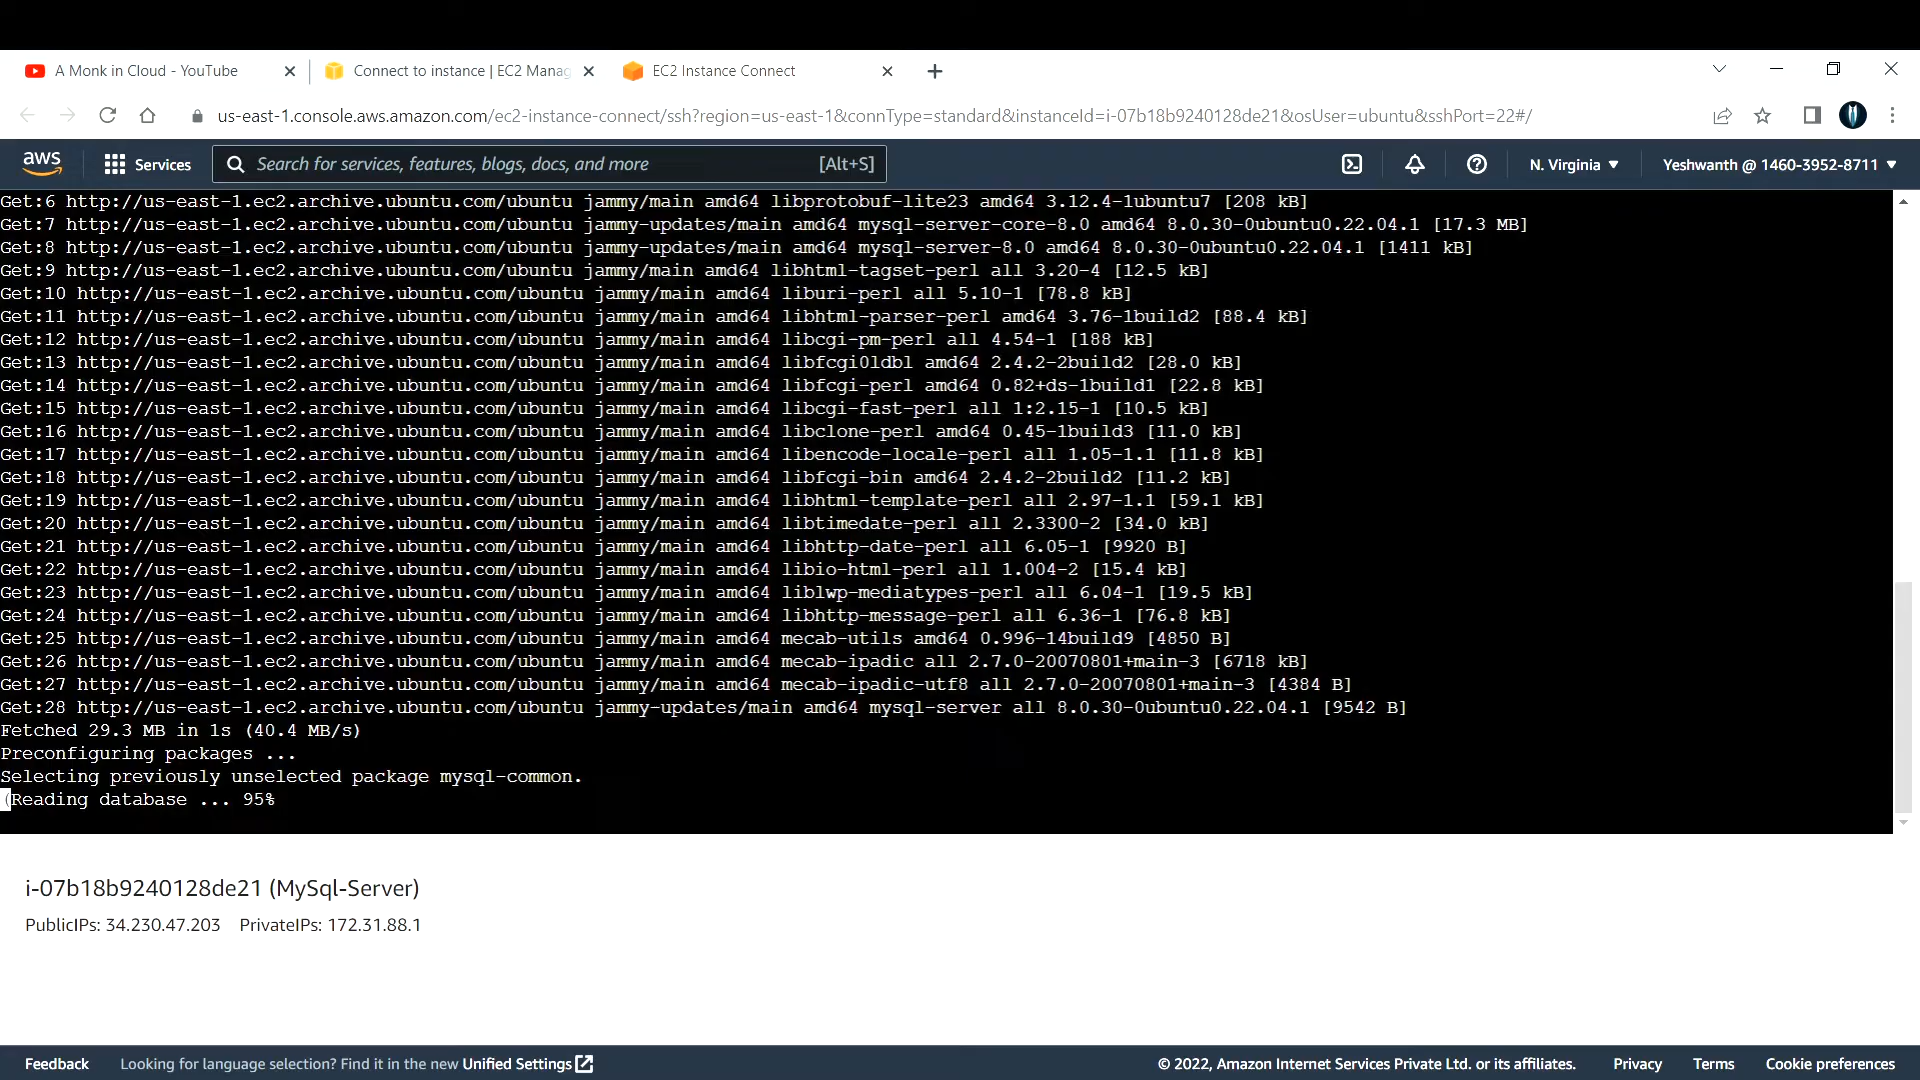 A Monk in Cloud - YouTube
Connect to instance | EC2 Manag
EC2 Instance Connect
us-east-1.console.aws.amazon.com/ec2-instance-connect/ssh?region=us-east-1&connType=standard&instanceId=i-07b18b9240128de21&osUser=ubuntu&sshPort=22#/
aws Services Search for services, features, blogs, docs, and more [Alt+S] N. Virginia Yeshwanth @ 1460-3952-8711
Get:6 http://us-east-1.ec2.archive.ubuntu.com/ubuntu jammy/main amd64 libprotobuf-lite23 amd64 3.12.4-1ubuntu7 [208 kB]
Get:7 http://us-east-1.ec2.archive.ubuntu.com/ubuntu jammy-updates/main amd64 mysql-server-core-8.0 amd64 8.0.30-0ubuntu0.22.04.1 [17.3 MB]
Get:8 http://us-east-1.ec2.archive.ubuntu.com/ubuntu jammy-updates/main amd64 mysql-server-8.0 amd64 8.0.30-0ubuntu0.22.04.1 [1411 kB]
Get:9 http://us-east-1.ec2.archive.ubuntu.com/ubuntu jammy/main amd64 libhtml-tagset-perl all 3.20-4 [12.5 kB]
Get:10 http://us-east-1.ec2.archive.ubuntu.com/ubuntu jammy/main amd64 liburi-perl all 5.10-1 [78.8 kB]
Get:11 http://us-east-1.ec2.archive.ubuntu.com/ubuntu jammy/main amd64 libhtml-parser-perl amd64 3.76-1build2 [88.4 kB]
Get:12 http://us-east-1.ec2.archive.ubuntu.com/ubuntu jammy/main amd64 libcgi-pm-perl all 4.54-1 [188 kB]
Get:13 http://us-east-1.ec2.archive.ubuntu.com/ubuntu jammy/main amd64 libfcgi0ldbl amd64 2.4.2-2build2 [28.0 kB]
Get:14 http://us-east-1.ec2.archive.ubuntu.com/ubuntu jammy/main amd64 libfcgi-perl amd64 0.82+ds-1build1 [22.8 kB]
Get:15 http://us-east-1.ec2.archive.ubuntu.com/ubuntu jammy/main amd64 libcgi-fast-perl all 1:2.15-1 [10.5 kB]
Get:16 http://us-east-1.ec2.archive.ubuntu.com/ubuntu jammy/main amd64 libclone-perl amd64 0.45-1build3 [11.0 kB]
Get:17 http://us-east-1.ec2.archive.ubuntu.com/ubuntu jammy/main amd64 libencode-locale-perl all 1.05-1.1 [11.8 kB]
Get:18 http://us-east-1.ec2.archive.ubuntu.com/ubuntu jammy/main amd64 libfcgi-bin amd64 2.4.2-2build2 [11.2 kB]
Get:19 http://us-east-1.ec2.archive.ubuntu.com/ubuntu jammy/main amd64 libhtml-template-perl all 2.97-1.1 [59.1 kB]
Get:20 http://us-east-1.ec2.archive.ubuntu.com/ubuntu jammy/main amd64 libtimedate-perl all 2.3300-2 [34.0 kB]
Get:21 http://us-east-1.ec2.archive.ubuntu.com/ubuntu jammy/main amd64 libhttp-date-perl all 6.05-1 [9920 B]
Get:22 http://us-east-1.ec2.archive.ubuntu.com/ubuntu jammy/main amd64 libio-html-perl all 1.004-2 [15.4 kB]
Get:23 http://us-east-1.ec2.archive.ubuntu.com/ubuntu jammy/main amd64 liblwp-mediatypes-perl all 6.04-1 [19.5 kB]
Get:24 http://us-east-1.ec2.archive.ubuntu.com/ubuntu jammy/main amd64 libhttp-message-perl all 6.36-1 [76.8 kB]
Get:25 http://us-east-1.ec2.archive.ubuntu.com/ubuntu jammy/main amd64 mecab-utils amd64 0.996-14build9 [4850 B]
Get:26 http://us-east-1.ec2.archive.ubuntu.com/ubuntu jammy/main amd64 mecab-ipadic all 2.7.0-20070801+main-3 [6718 kB]
Get:27 http://us-east-1.ec2.archive.ubuntu.com/ubuntu jammy/main amd64 mecab-ipadic-utf8 all 2.7.0-20070801+main-3 [4384 B]
Get:28 http://us-east-1.ec2.archive.ubuntu.com/ubuntu jammy-updates/main amd64 mysql-server all 8.0.30-0ubuntu0.22.04.1 [9542 B]
Fetched 29.3 MB in 1s (40.4 MB/s)
Preconfiguring packages ...
Selecting previously unselected package mysql-common.
(Reading database ... 95%
i-07b18b9240128de21 (MySql-Server)
PublicIPs: 34.230.47.203 PrivateIPs: 172.31.88.1
Feedback Looking for language selection? Find it in the new Unified Settings © 2022, Amazon Internet Services Private Ltd. or its affiliates. Privacy Terms Cookie preferences